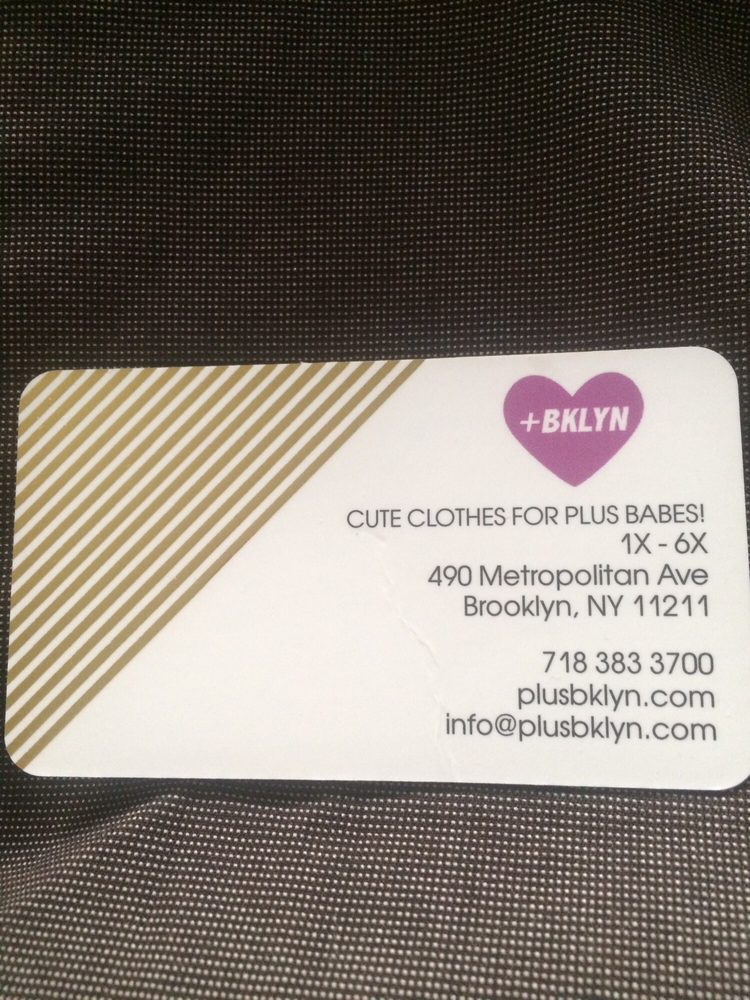 +BKLYN
CUTE CLOTHES FOR PLUS BABES!
1X - 6X
490 Metropolitan Ave
Brooklyn, NY 11211
718 383 3700
plusbklyn.com
info@plusbklyn.com